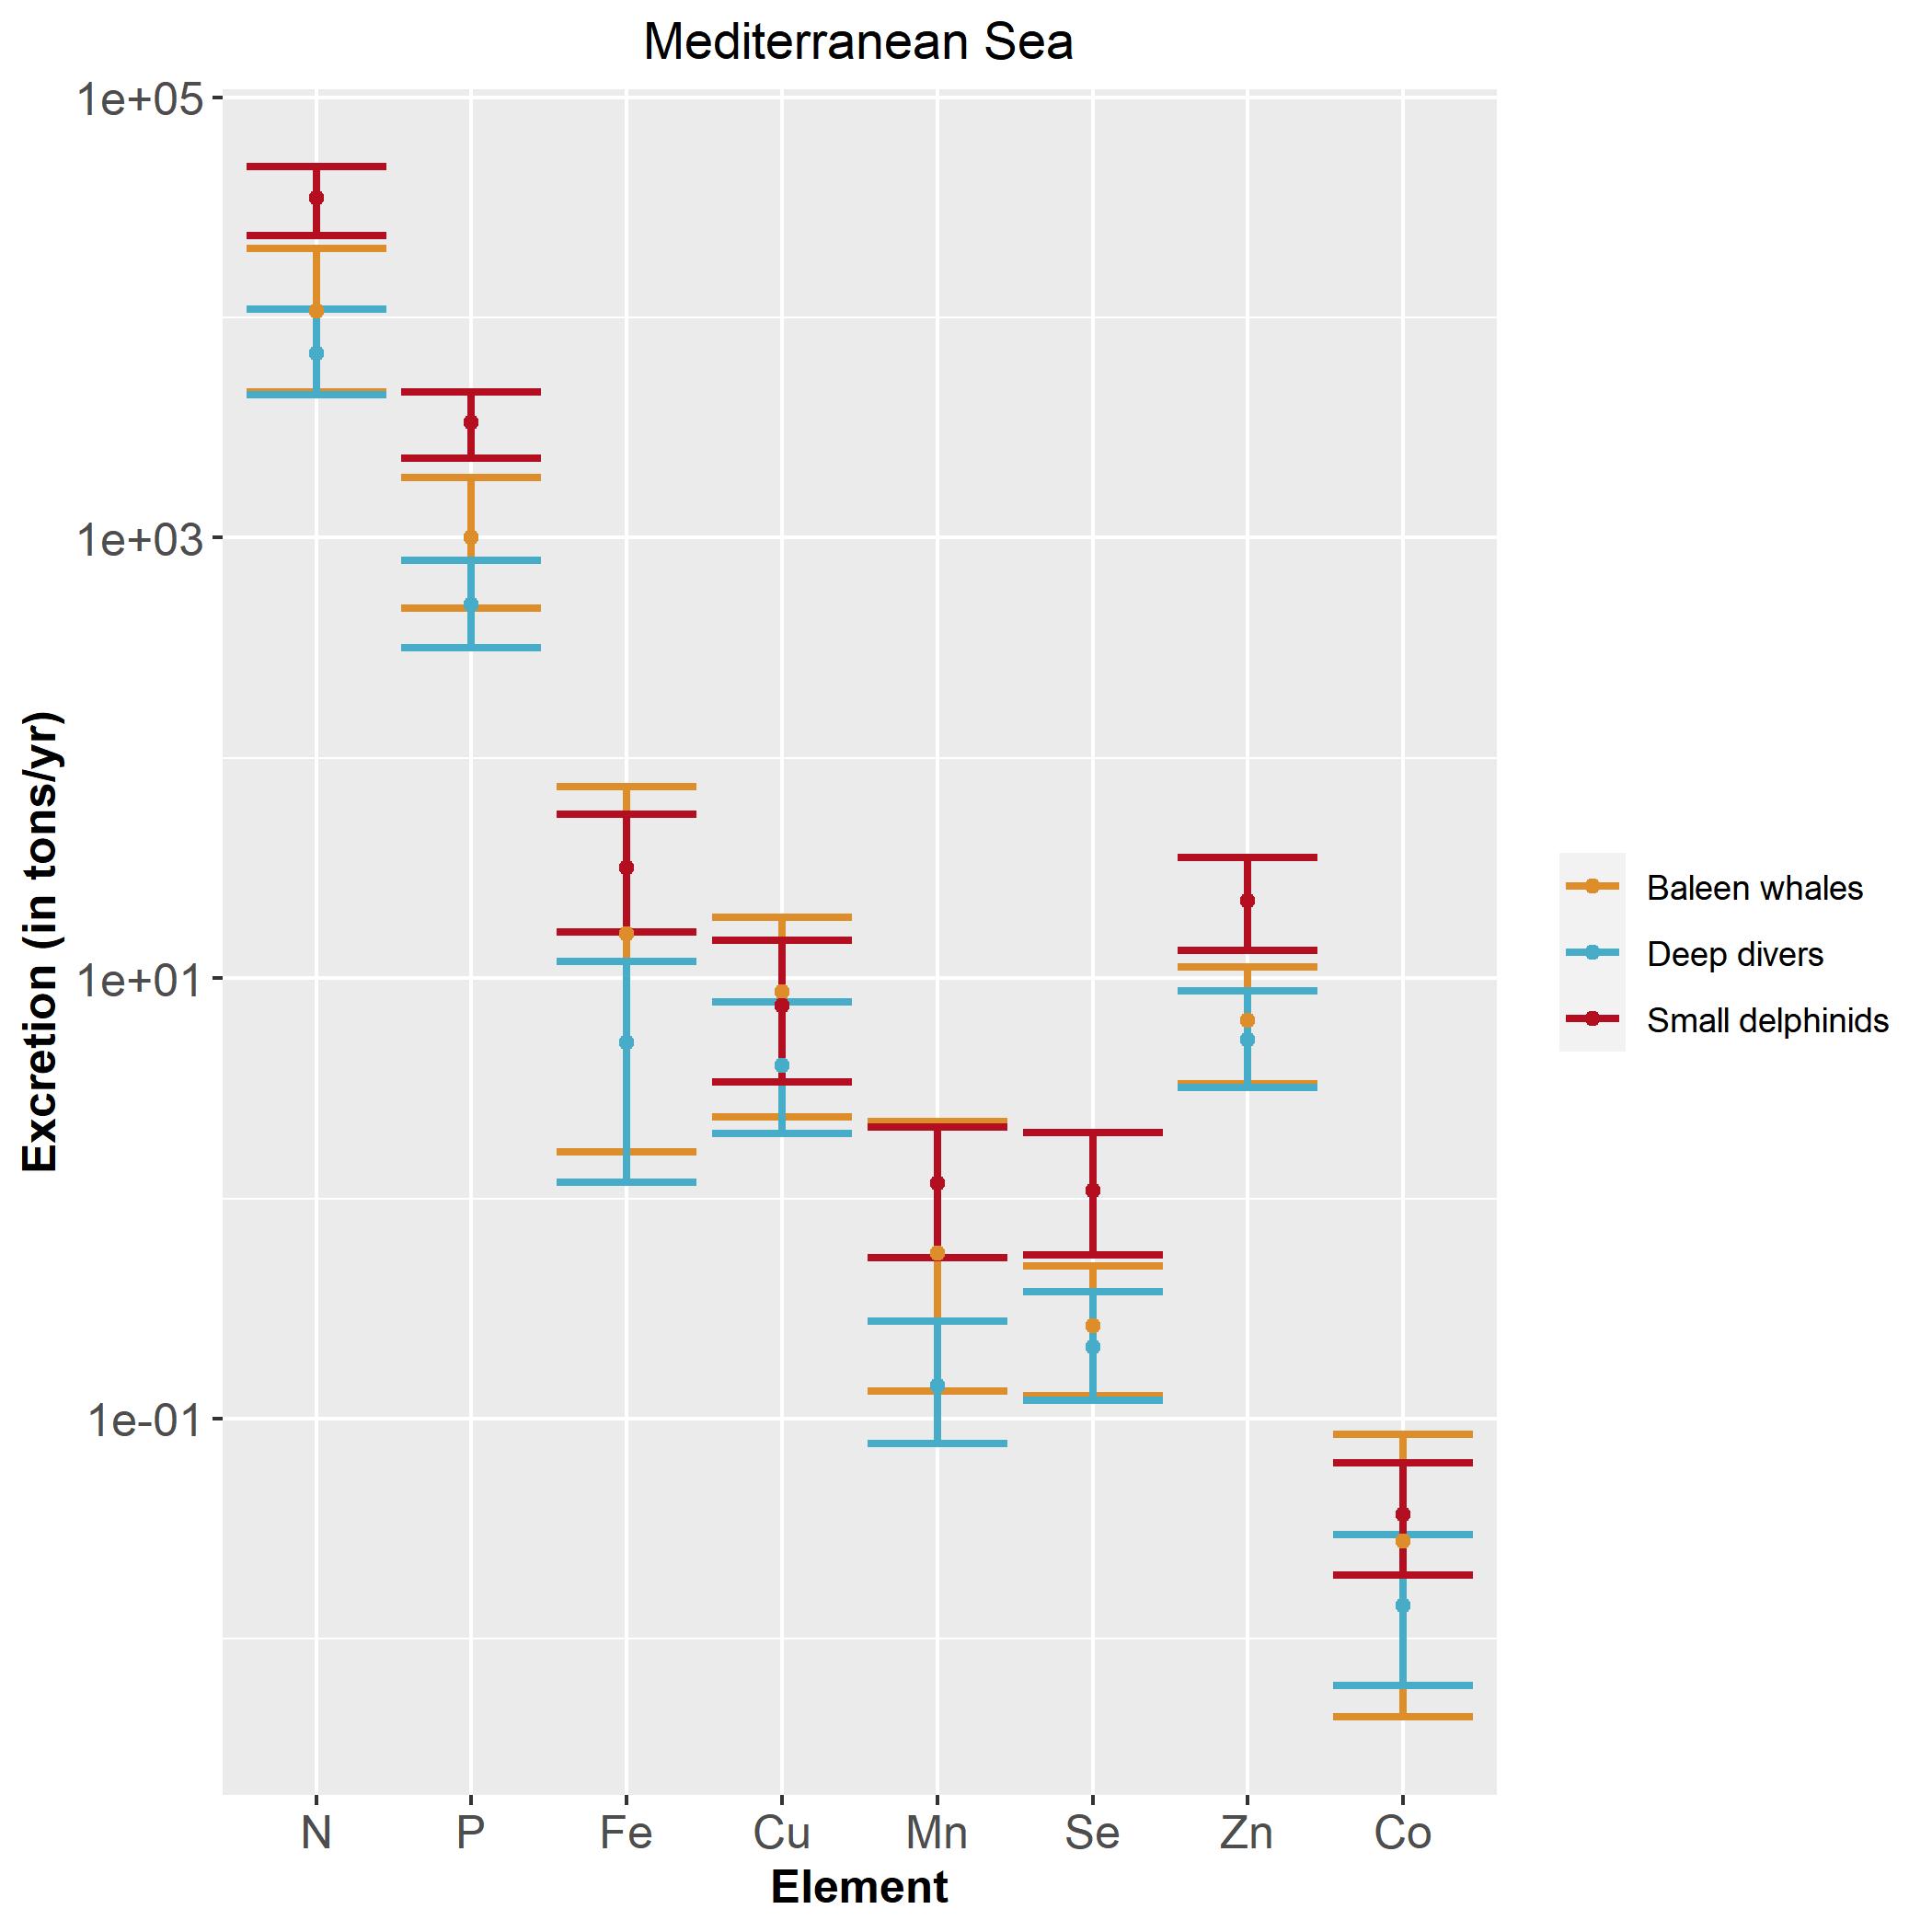 Mediterranean Sea
1e+05
1e+03
1e+01
1e-01
Excretion (in tons/yr)
N P Fe Cu Mn Se Zn Co
Element
Baleen whales
Deep divers
Small delphinids